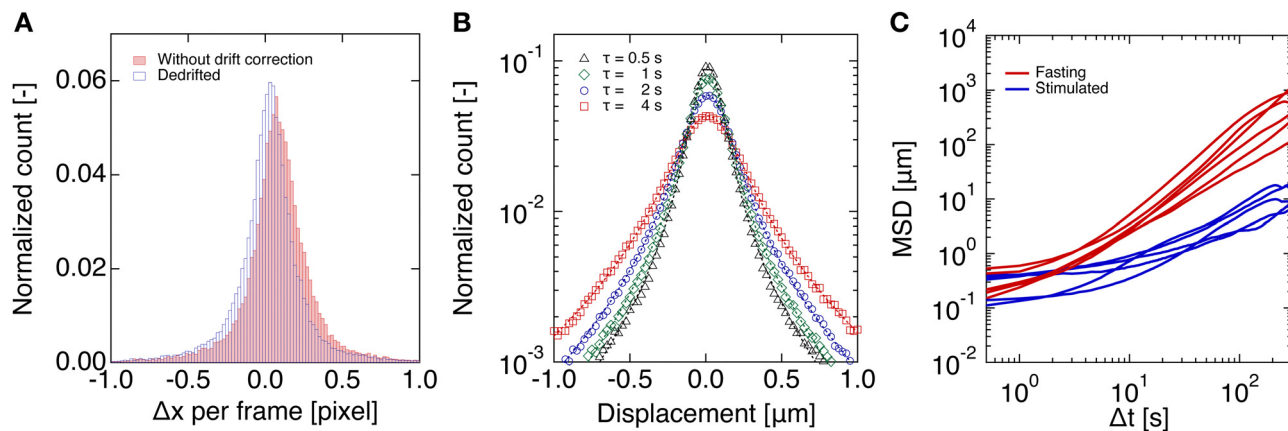 A
Without drift correction
Dedrifted
Normalized count [-]
0.06
0.04
0.02
0.00
-1.0
-0.5
0.0
0.5
1.0
Δx per frame [pixel]
B
τ = 0.5 s
τ = 1 s
τ = 2 s
τ = 4 s
Normalized count [-]
10⁻¹
10⁻²
10⁻³
-1.0
-0.5
0.0
0.5
1.0
Displacement [µm]
C
Fasting
Stimulated
MSD [µm]
10⁴
10³
10²
10¹
10⁰
10⁻¹
10⁻²
10⁰
10¹
10²
Δt [s]